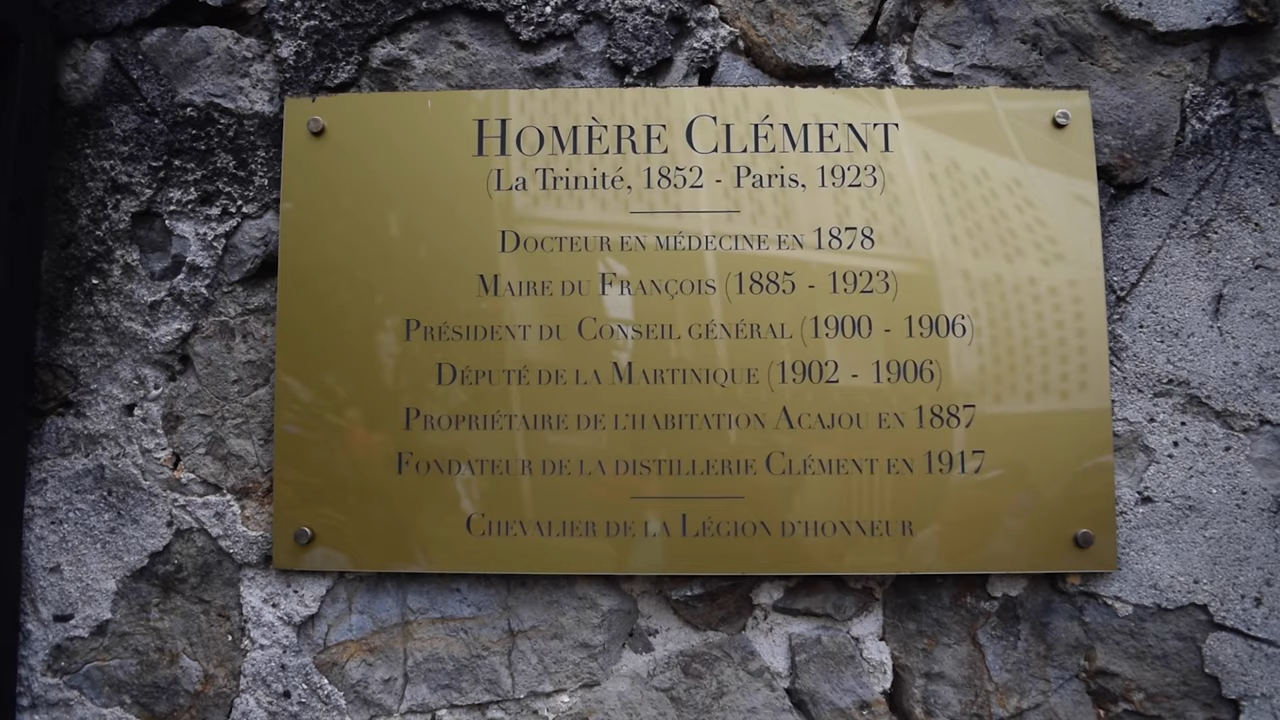 Homère Clément
(La Trinité, 1852 - Paris, 1923)
Docteur en médecine en 1878
Maire du François (1885 - 1923)
Président du Conseil général (1900 - 1906)
Député de la Martinique (1902 - 1906)
Propriétaire de l'habitation Acajou en 1887
Fondateur de la distillerie Clément en 1917
Chevalier de la Légion d'honneur